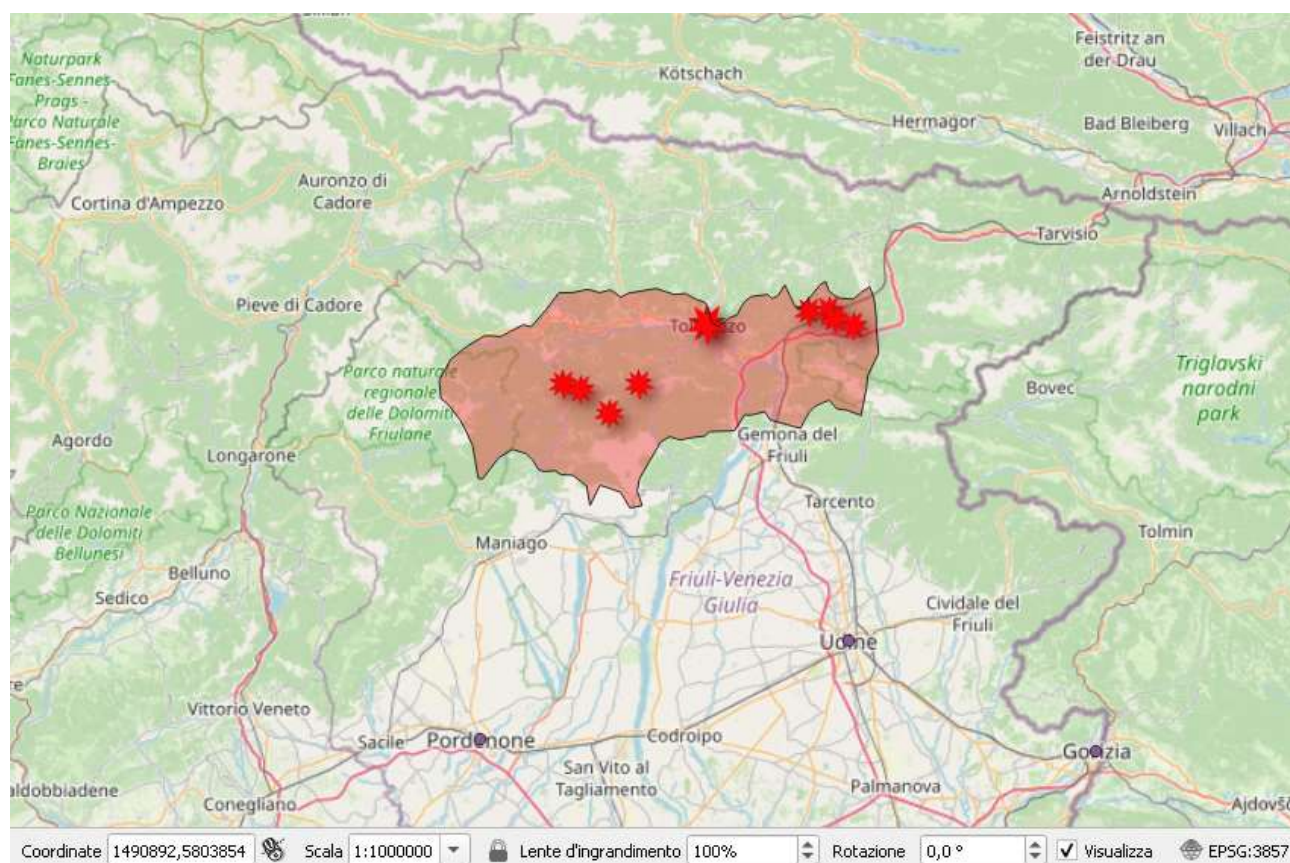 Feistritz an
der Drau
Naturpark
Fanes-Sennes-
Prags -
Parco Naturale
Fanes-Sennes-
Braies
Kötschach
Hermagor
Bad Bleiberg
Villach
Auronzo di
Cadore
Cortina d'Ampezzo
Arnoldstein
Tarvisio
Pieve di Cadore
Parco naturale
regionale
delle Dolomiti
Friulane
Triglavski
narodni
park
Bovec
Agordo
Longarone
Gemona del
Friuli
Tarcento
Parco Nazionale
delle Dolomiti
Bellunesi
Tolmin
Maniago
Belluno
Sedico
Friuli-Venezia
Giulia
Cividale del
Friuli
Udine
Vittorio Veneto
Sacile
Pordenone
Codroipo
Gorizia
San Vito al
Tagliamento
Palmanova
Conegliano
Coordinate 1490892,5803854 Scala 1:1000000 Lente d'ingrandimento 100% Rotazione 0,0 ° Visualizza EPSG:3857